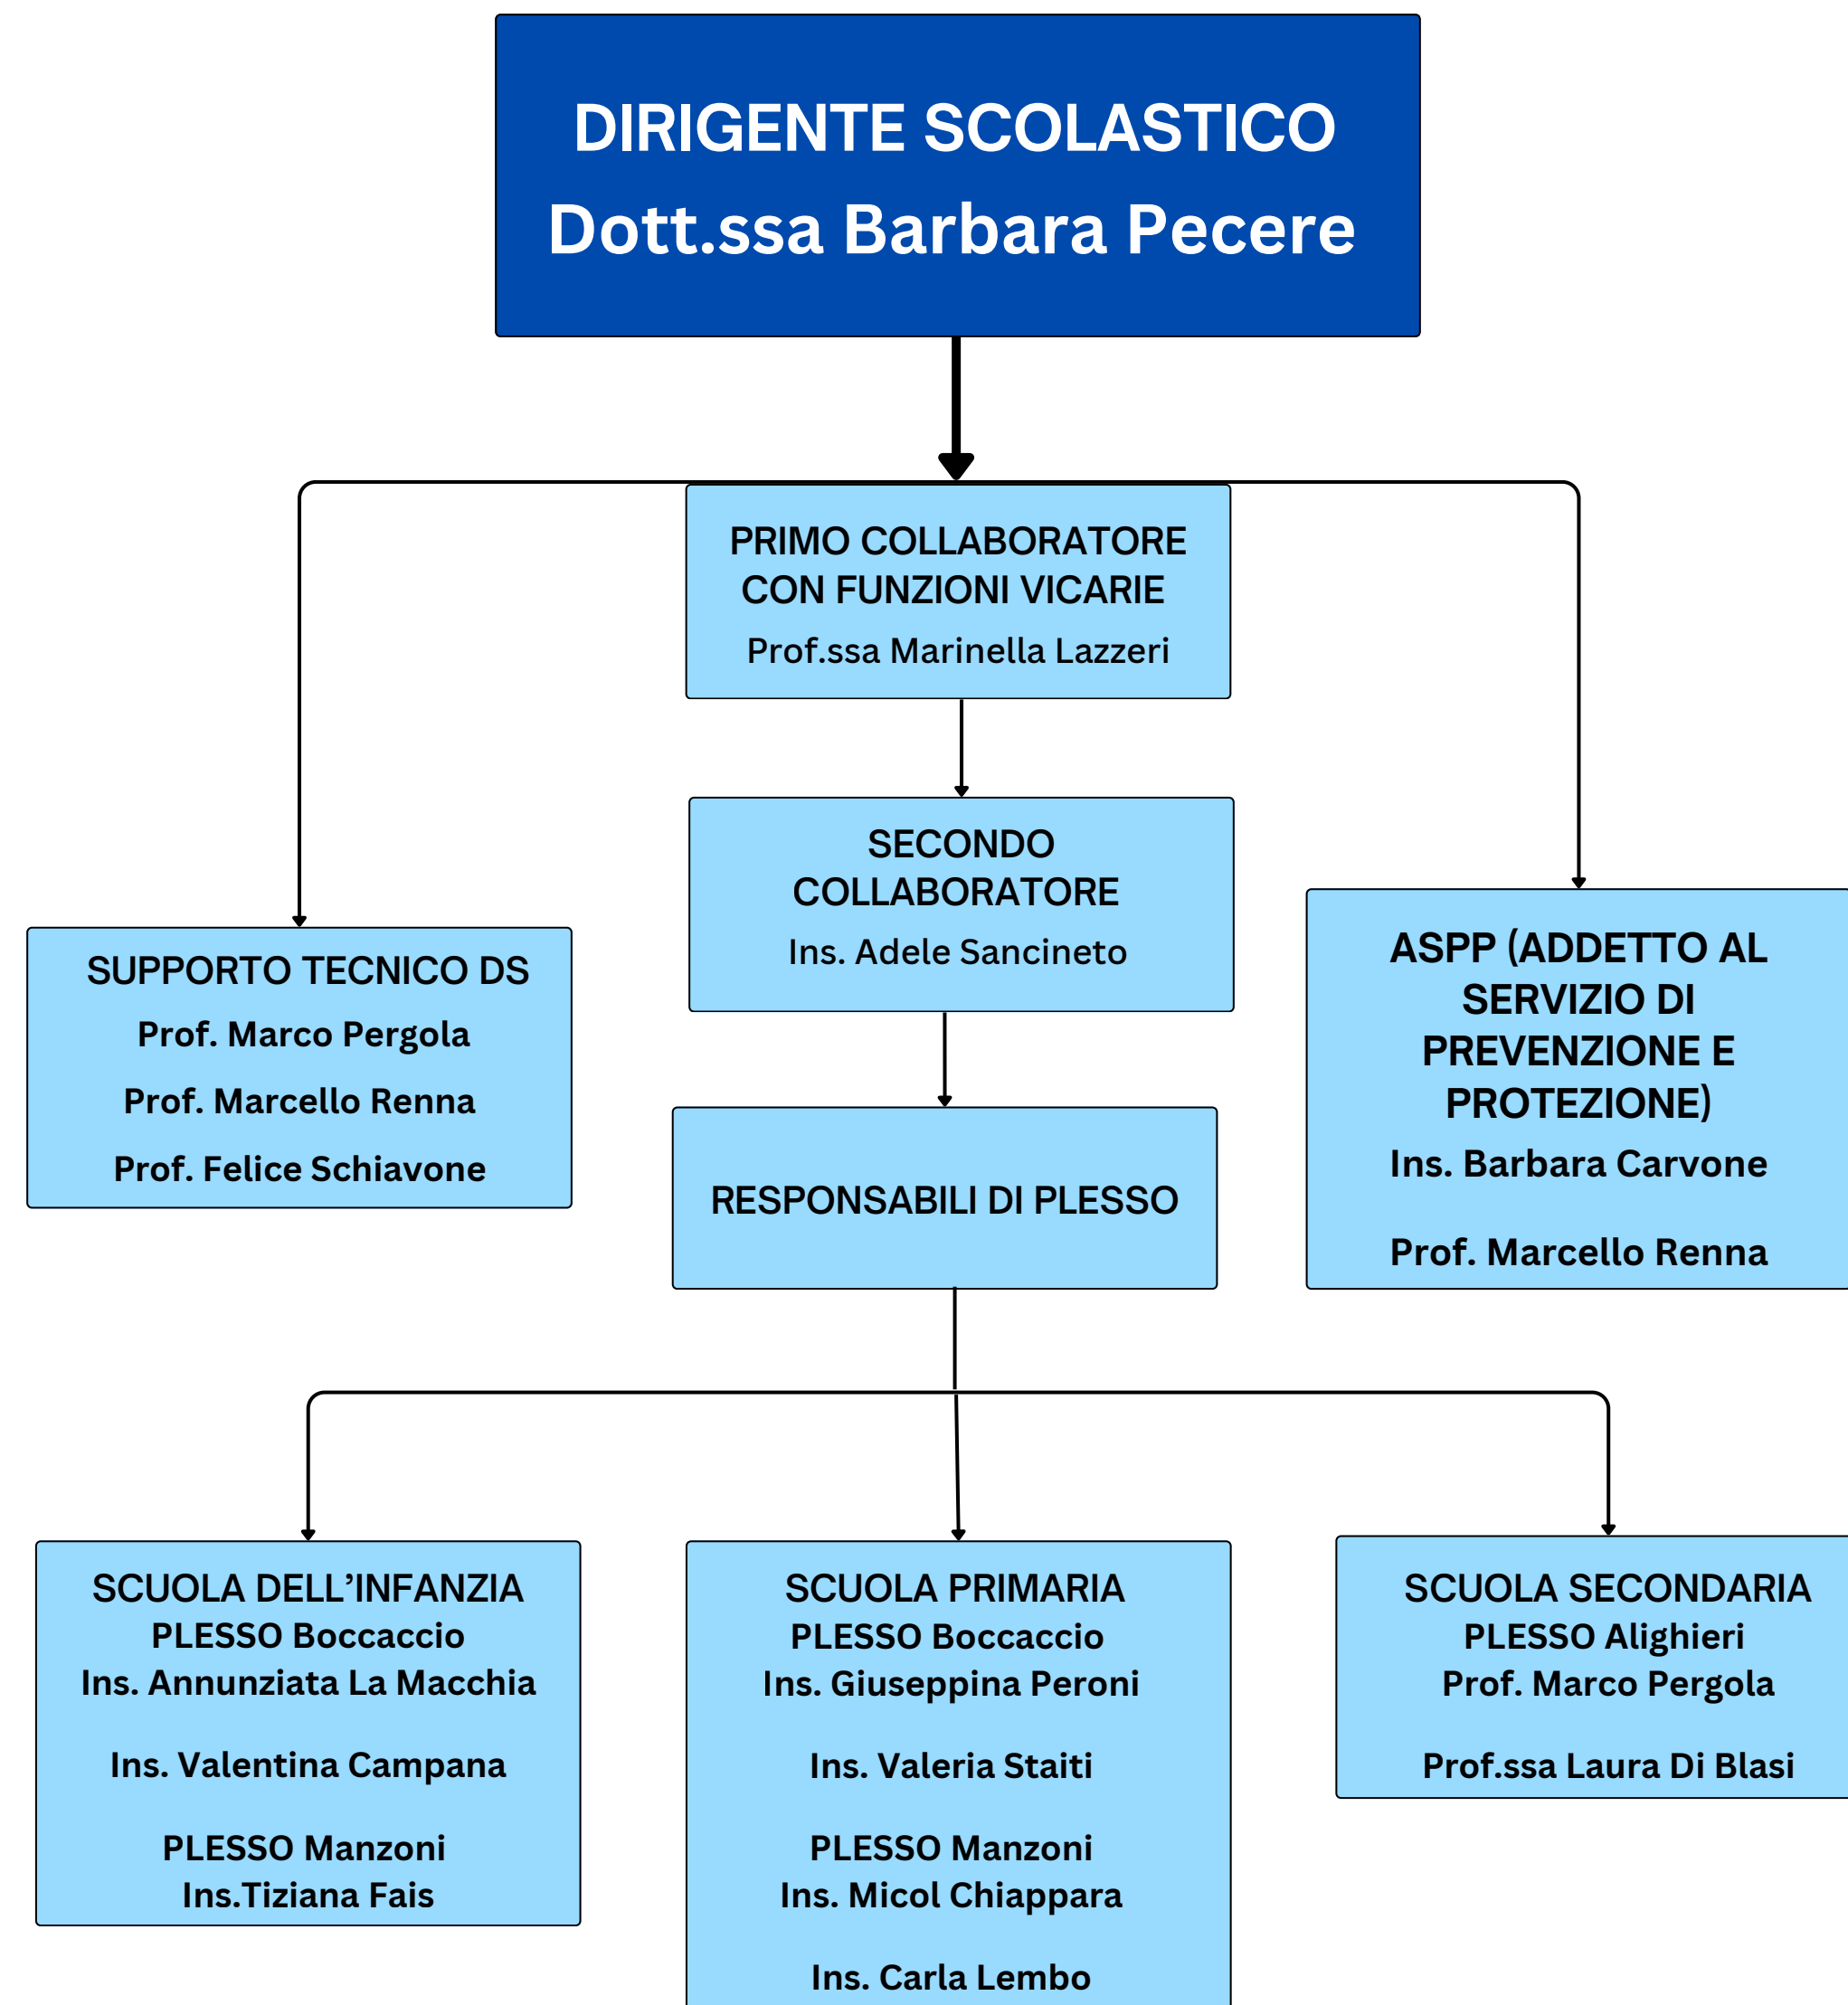 DIRIGENTE SCOLASTICO
Dott.ssa Barbara Pecere
PRIMO COLLABORATORE
CON FUNZIONI VICARIE
Prof.ssa Marinella Lazzeri
SECONDO
COLLABORATORE
Ins. Adele Sancineto
SUPPORTO TECNICO DS
Prof. Marco Pergola
Prof. Marcello Renna
Prof. Felice Schiavone
ASPP (ADDETTO AL
SERVIZIO DI
PREVENZIONE E
PROTEZIONE)
Ins. Barbara Carvone
Prof. Marcello Renna
RESPONSABILI DI PLESSO
SCUOLA DELL’INFANZIA
PLESSO Boccaccio
Ins. Annunziata La Macchia
Ins. Valentina Campana
PLESSO Manzoni
Ins.Tiziana Fais
SCUOLA PRIMARIA
PLESSO Boccaccio
Ins. Giuseppina Peroni
Ins. Valeria Staiti
PLESSO Manzoni
Ins. Micol Chiappara
Ins. Carla Lembo
SCUOLA SECONDARIA
PLESSO Alighieri
Prof. Marco Pergola
Prof.ssa Laura Di Blasi